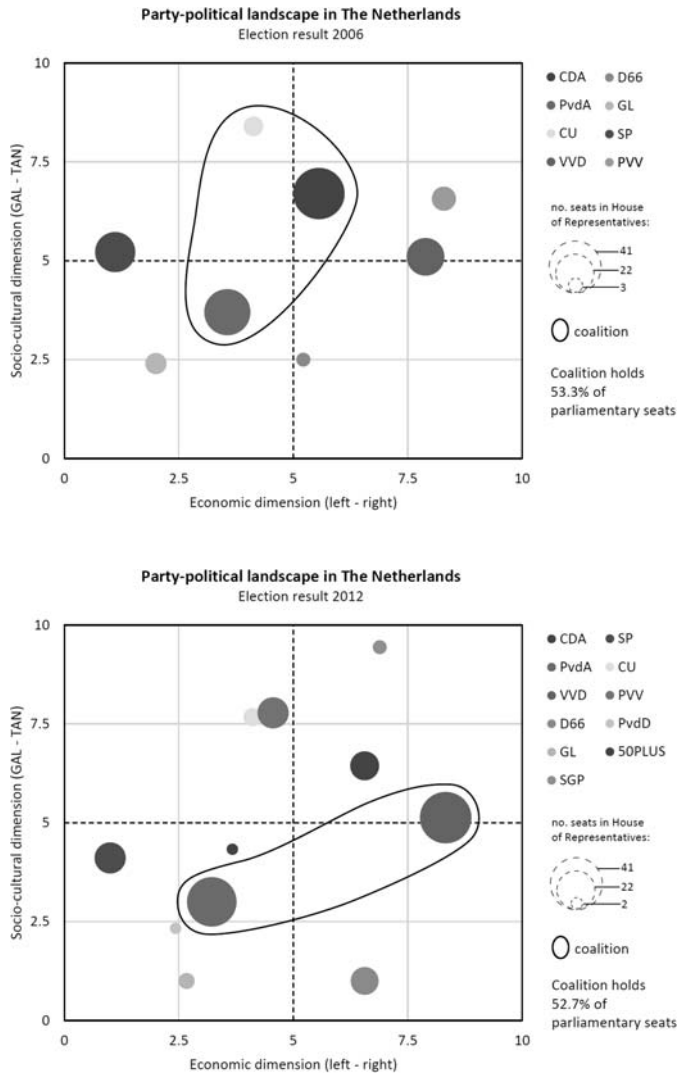 Party-political landscape in The Netherlands
Election result 2006
Socio-cultural dimension (GAL - TAN)
10
7.5
5
2.5
0
0
2.5
5
7.5
10
Economic dimension (left - right)
CDA
D66
PvdA
GL
CU
SP
VVD
PVV
no. seats in House
of Representatives:
41
22
3
coalition
Coalition holds
53.3% of
parliamentary seats
Party-political landscape in The Netherlands
Election result 2012
Socio-cultural dimension (GAL - TAN)
10
7.5
5
2.5
0
0
2.5
5
7.5
10
Economic dimension (left - right)
CDA
SP
PvdA
CU
VVD
PVV
D66
PvdD
GL
50PLUS
SGP
no. seats in House
of Representatives:
41
22
2
coalition
Coalition holds
52.7% of
parliamentary seats